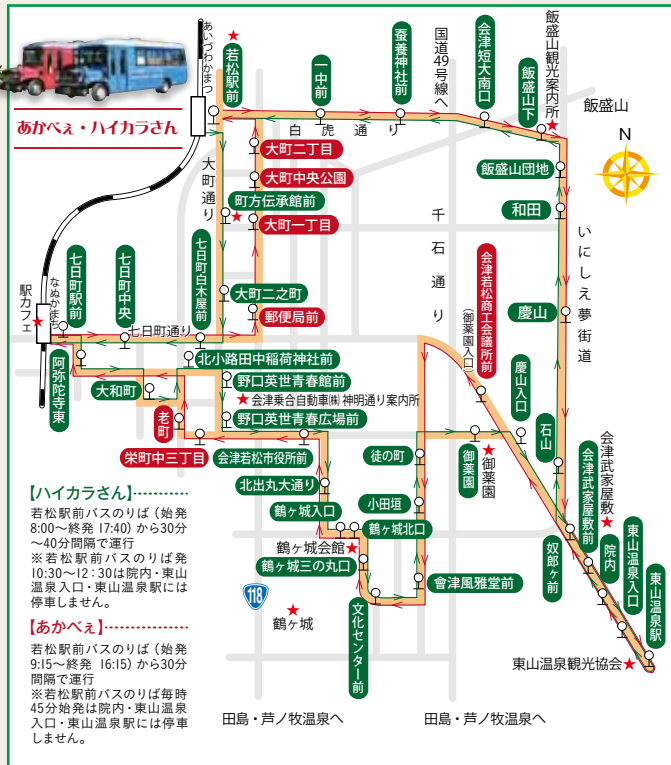 あかべぇ・ハイカラさん
あいづわかまつ
若松駅前
一中前
蚕養神社前
国道49号線へ
会津短大南口
飯盛山下
飯盛山観光案内所
飯盛山
N
白虎通り
大町通り
大町二丁目
大町中央公園
町方伝承館前
大町一丁目
飯盛山団地
和田
いにしえ夢街道
千石通り
慶山
大町二之町
郵便局前
駅カフェ
なぬかまち
七日町駅前
七日町中央
七日町白木屋前
七日町通り
会津若松商工会議所前
(御薬園入口)
慶山入口
石山
北小路田中稲荷神社前
阿弥陀寺東
大和町
野口英世青春館前
会津乗合自動車㈱ 神明通り案内所
野口英世青春広場前
老町
栄町中三丁目
会津若松市役所前
徒の町
御薬園
御薬園
会津武家屋敷前
会津武家屋敷
北出丸大通り
小田垣
鶴ヶ城入口
鶴ヶ城北口
鶴ヶ城会館
鶴ヶ城三の丸口
奴郎ヶ前
院内
東山温泉入口
東山温泉駅
會津風雅堂前
文化センター前
118
鶴ヶ城
東山温泉観光協会
田島・芦ノ牧温泉へ
田島・芦ノ牧温泉へ
【ハイカラさん】
若松駅前バスのりば (始発
8:00〜終発 17:40) から30分
〜40分間隔で運行
※若松駅前バスのりば発
10:30〜12:30は院内・東山
温泉入口・東山温泉駅には
停車しません。
【あかべぇ】
若松駅前バスのりば (始発
9:15〜終発 16:15) から30分
間隔で運行
※若松駅前バスのりば毎時
45分始発は院内・東山温泉
入口・東山温泉駅には停車
しません。